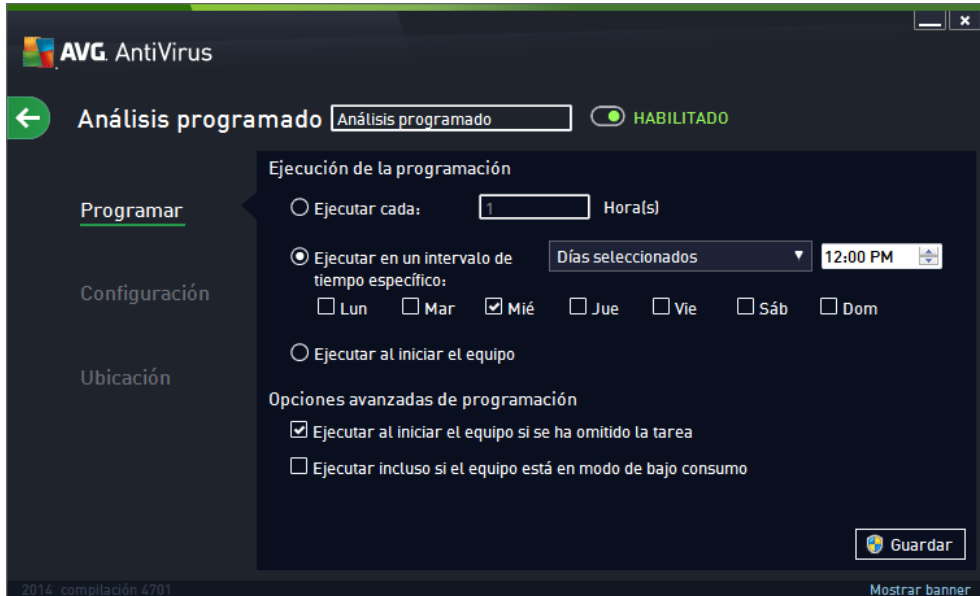 AVG. AntiVirus
Análisis programado Análisis programado HABILITADO
Programar
Configuración
Ubicación
Ejecución de la programación
Ejecutar cada: 1 Hora(s)
Ejecutar en un intervalo de tiempo específico: Días seleccionados 12:00 PM
Lun Mar Mié Jue Vie Sáb Dom
Ejecutar al iniciar el equipo
Opciones avanzadas de programación
Ejecutar al iniciar el equipo si se ha omitido la tarea
Ejecutar incluso si el equipo está en modo de bajo consumo
Guardar
2014 compilación 4701 Mostrar banner